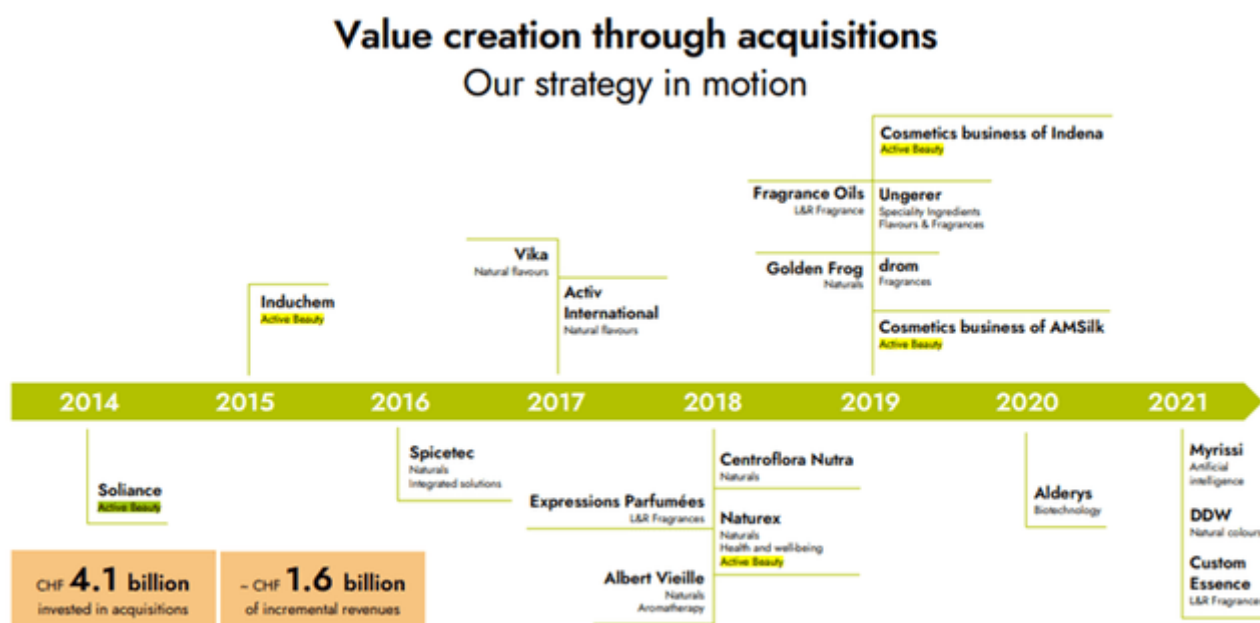 Value creation through acquisitions
Our strategy in motion
Cosmetics business of Indena
Active Beauty
Fragrance Oils
L&R Fragrance
Ungerer
Speciality Ingredients
Flavours & Fragrances
Vika
Natural flavours
Golden Frog
Naturals
drom
Fragrances
Activ
International
Natural flavours
Induchem
Active Beauty
Cosmetics business of AMSilk
Active Beauty
2014 2015 2016 2017 2018 2019 2020 2021
Soliance
Active Beauty
Spicetec
Naturals
Integrated solutions
Centroflora Nutra
Naturals
Expressions Parfumées
L&R Fragrances
Naturex
Naturals
Health and well-being
Active Beauty
Albert Vieille
Naturals
Aromatherapy
Alderys
Biotechnology
Myrissi
Artificial
intelligence
DDW
Natural colours
Custom
Essence
L&R Fragrances
CHF 4.1 billion
invested in acquisitions
~ CHF 1.6 billion
of incremental revenues